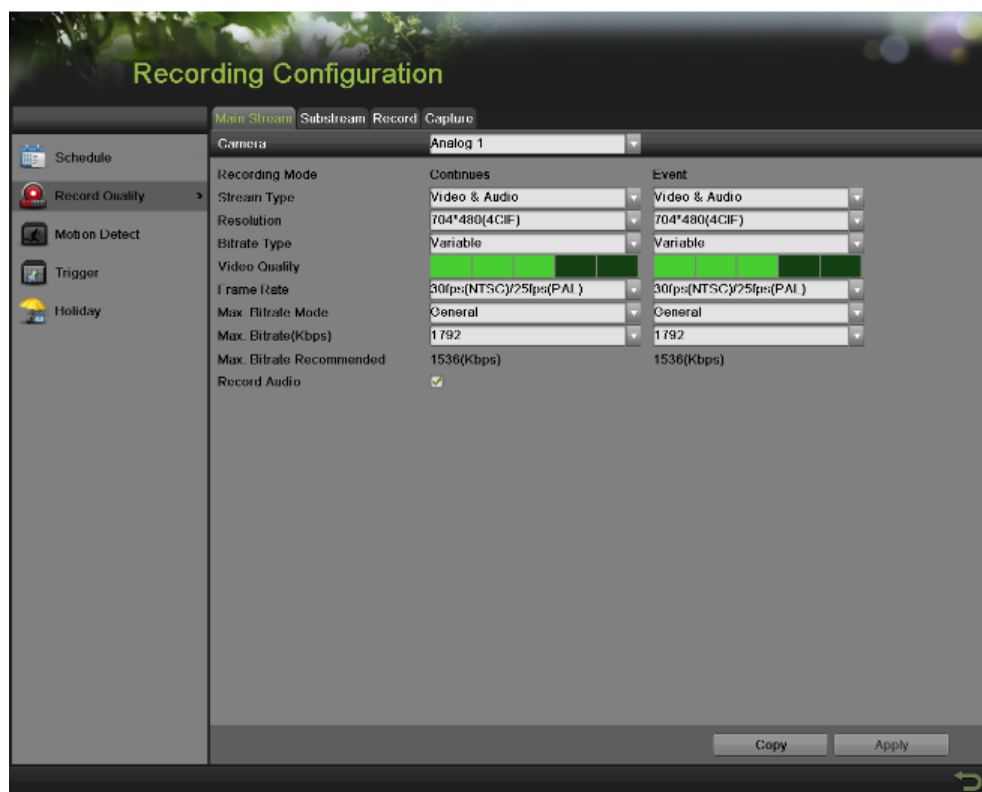 Recording Configuration
Main Stream Substream Record Capture
Camera Analog 1
Schedule
Record Quality >
Motion Detect
Trigger
Holiday
Recording Mode Continues Event
Stream Type Video & Audio Video & Audio
Resolution 704*480(4CIF) 704*480(4CIF)
Bitrate Type Variable Variable
Video Quality
Frame Rate 30fps(NTSC)/25fps(PAL) 30fps(NTSC)/25fps(PAL)
Max. Bitrate Mode General General
Max. Bitrate(Kbps) 1792 1792
Max. Bitrate Recommended 1536(Kbps) 1536(Kbps)
Record Audio
Copy Apply